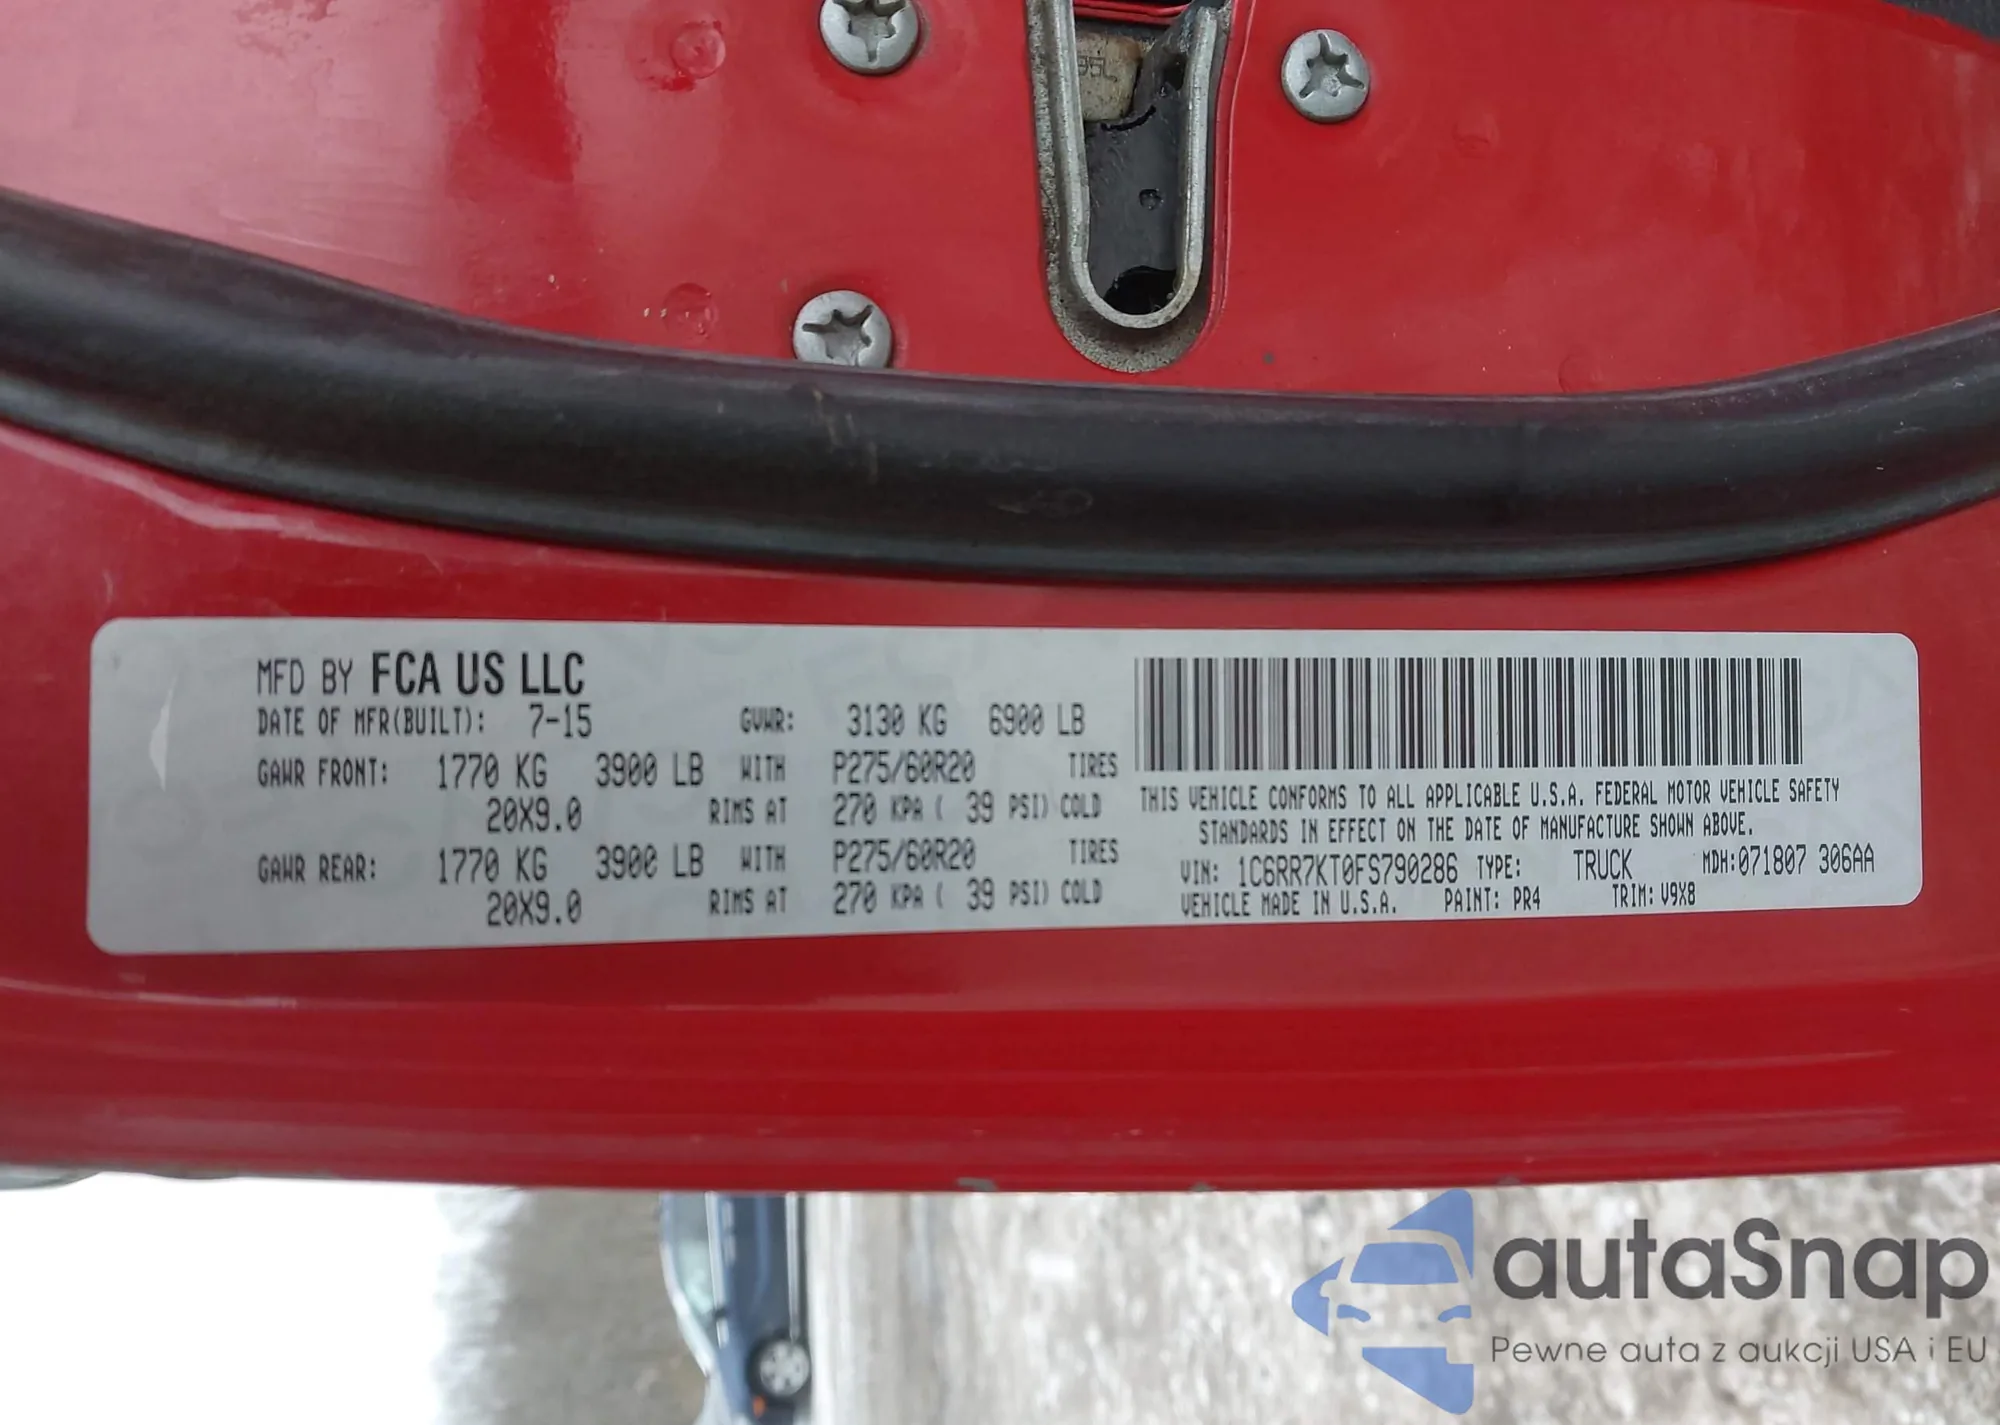 95L
MFD BY FCA US LLC
DATE OF MFR(BUILT): 7-15 GVWR: 3130 KG 6900 LB
GAWR FRONT: 1770 KG 3900 LB WITH P275/60R20 TIRES
20X9.0 RIMS AT 270 KPA ( 39 PSI) COLD
GAWR REAR: 1770 KG 3900 LB WITH P275/60R20 TIRES
20X9.0 RIMS AT 270 KPA ( 39 PSI) COLD
THIS VEHICLE CONFORMS TO ALL APPLICABLE U.S.A. FEDERAL MOTOR VEHICLE SAFETY
STANDARDS IN EFFECT ON THE DATE OF MANUFACTURE SHOWN ABOVE.
VIN: 1C6RR7KT0FS790286 TYPE: TRUCK MDH:071807 306AA
VEHICLE MADE IN U.S.A. PAINT: PR4 TRIM: V9X8
autaSnap
Pewne auta z aukcji USA i EU